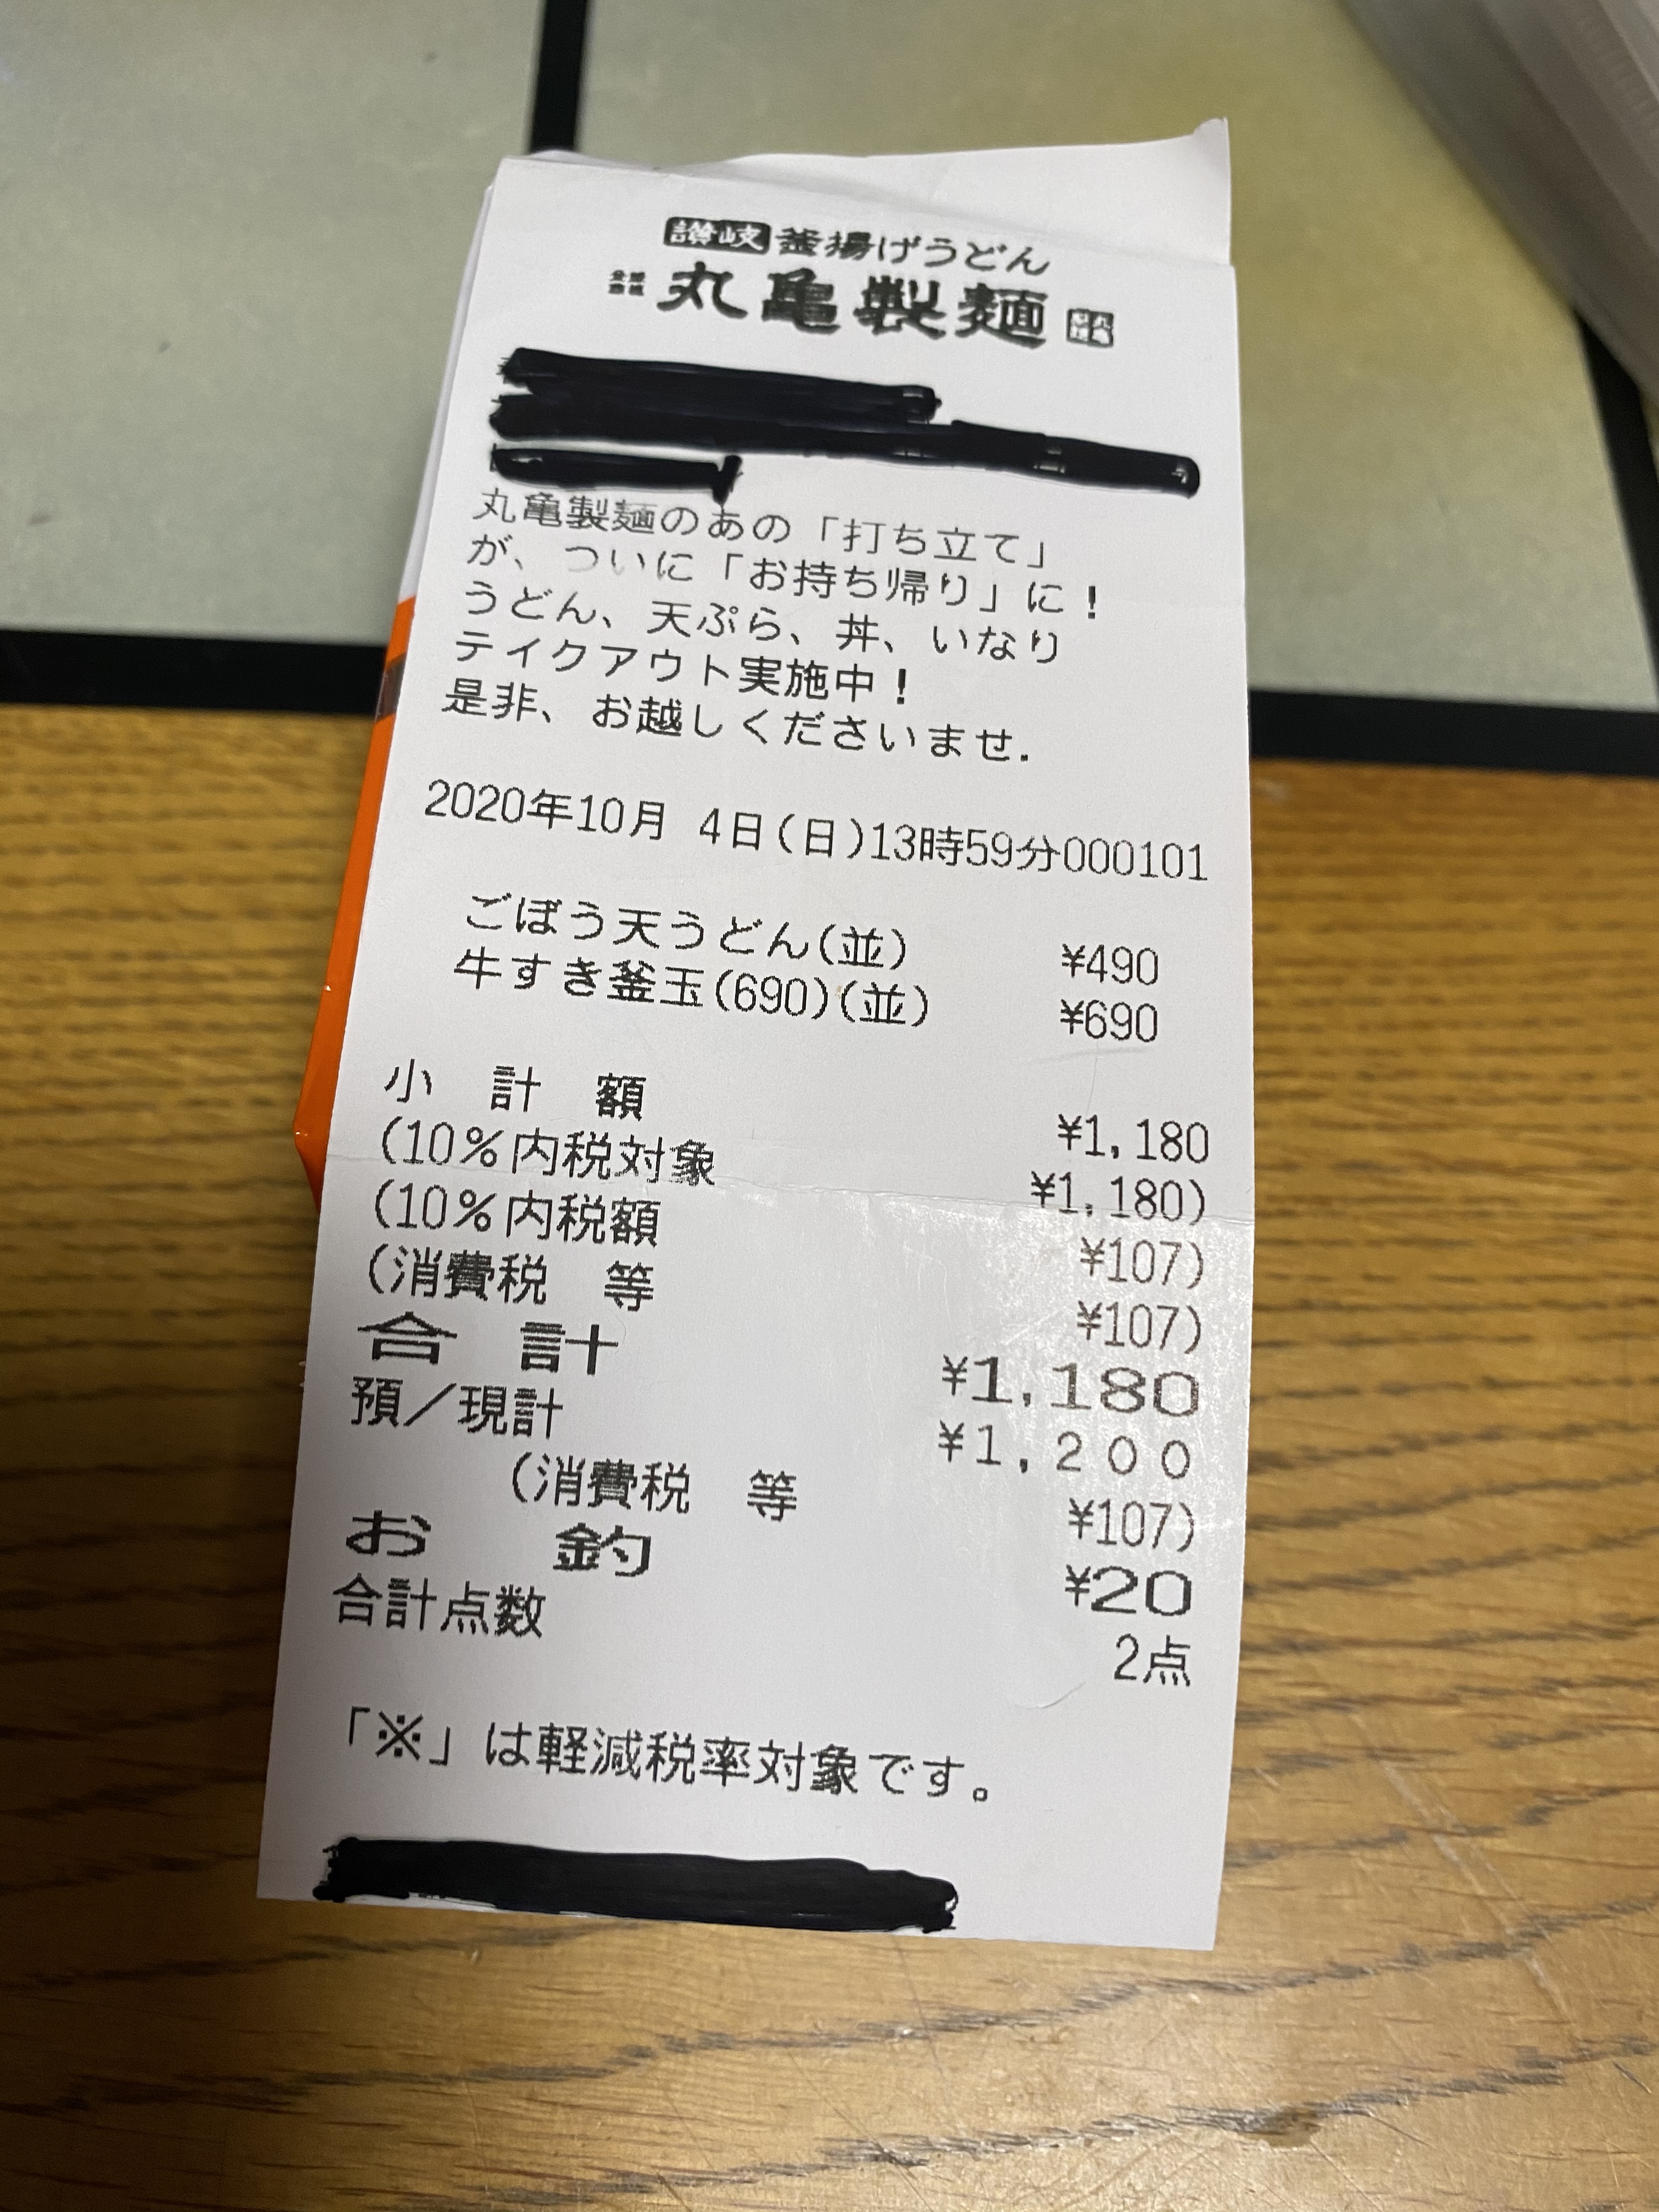 讃岐釜揚げうどん
丸亀製麺
丸亀製麺のあの「打ち立て」
が、ついに「お持ち帰り」に!
うどん、天ぷら、丼、いなり
テイクアウト実施中!
是非、お越しくださいませ.
2020年10月 4日(日)13時59分000101
ごぼう天うどん(並) ¥490
牛すき釜玉(690)(並) ¥690
小 計 額 ¥1,180
(10%内税対象 ¥1,180)
(10%内税額 ¥107)
(消費税 等 ¥107)
合 計 ¥1,180
預/現計 ¥1,200
(消費税 等 ¥107)
お 釣 ¥20
合計点数 2点
「※」は軽減税率対象です。